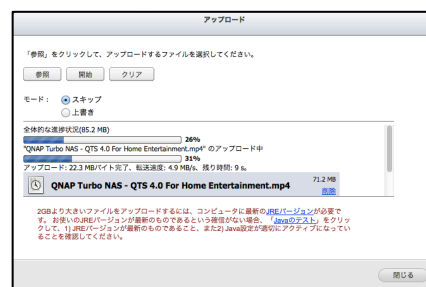 アップロード
「参照」をクリックして、アップロードするファイルを選択してください。
参照 開始 クリア
モード： スキップ
上書き
全体的な進捗状況(85.2 MB)
26%
"QNAP Turbo NAS - QTS 4.0 For Home Entertainment.mp4" のアップロード中
31%
アップロード: 22.3 MBバイト完了、転送速度: 4.9 MB/s、残り時間: 9 s。
QNAP Turbo NAS - QTS 4.0 For Home Entertainment.mp4 71.2 MB
削除
2GBより大きいファイルをアップロードするには、コンピュータに最新のJREバージョンが必要で
す。 お使いのJREバージョンが最新のものであるという確信がない場合、「Javaのテスト」をクリッ
クして、1) JREバージョンが最新のものであること、また2) Java設定が適切にアクティブになってい
ることを確認してください。
閉じる